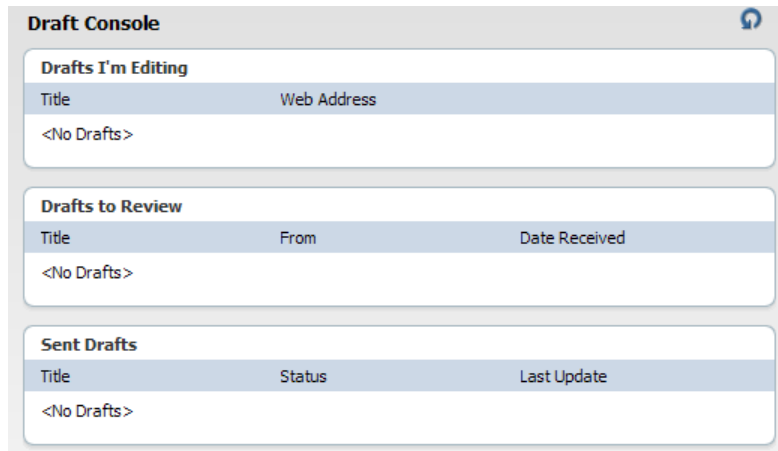 Draft Console
Drafts I'm Editing
Title Web Address
<No Drafts>
Drafts to Review
Title From Date Received
<No Drafts>
Sent Drafts
Title Status Last Update
<No Drafts>